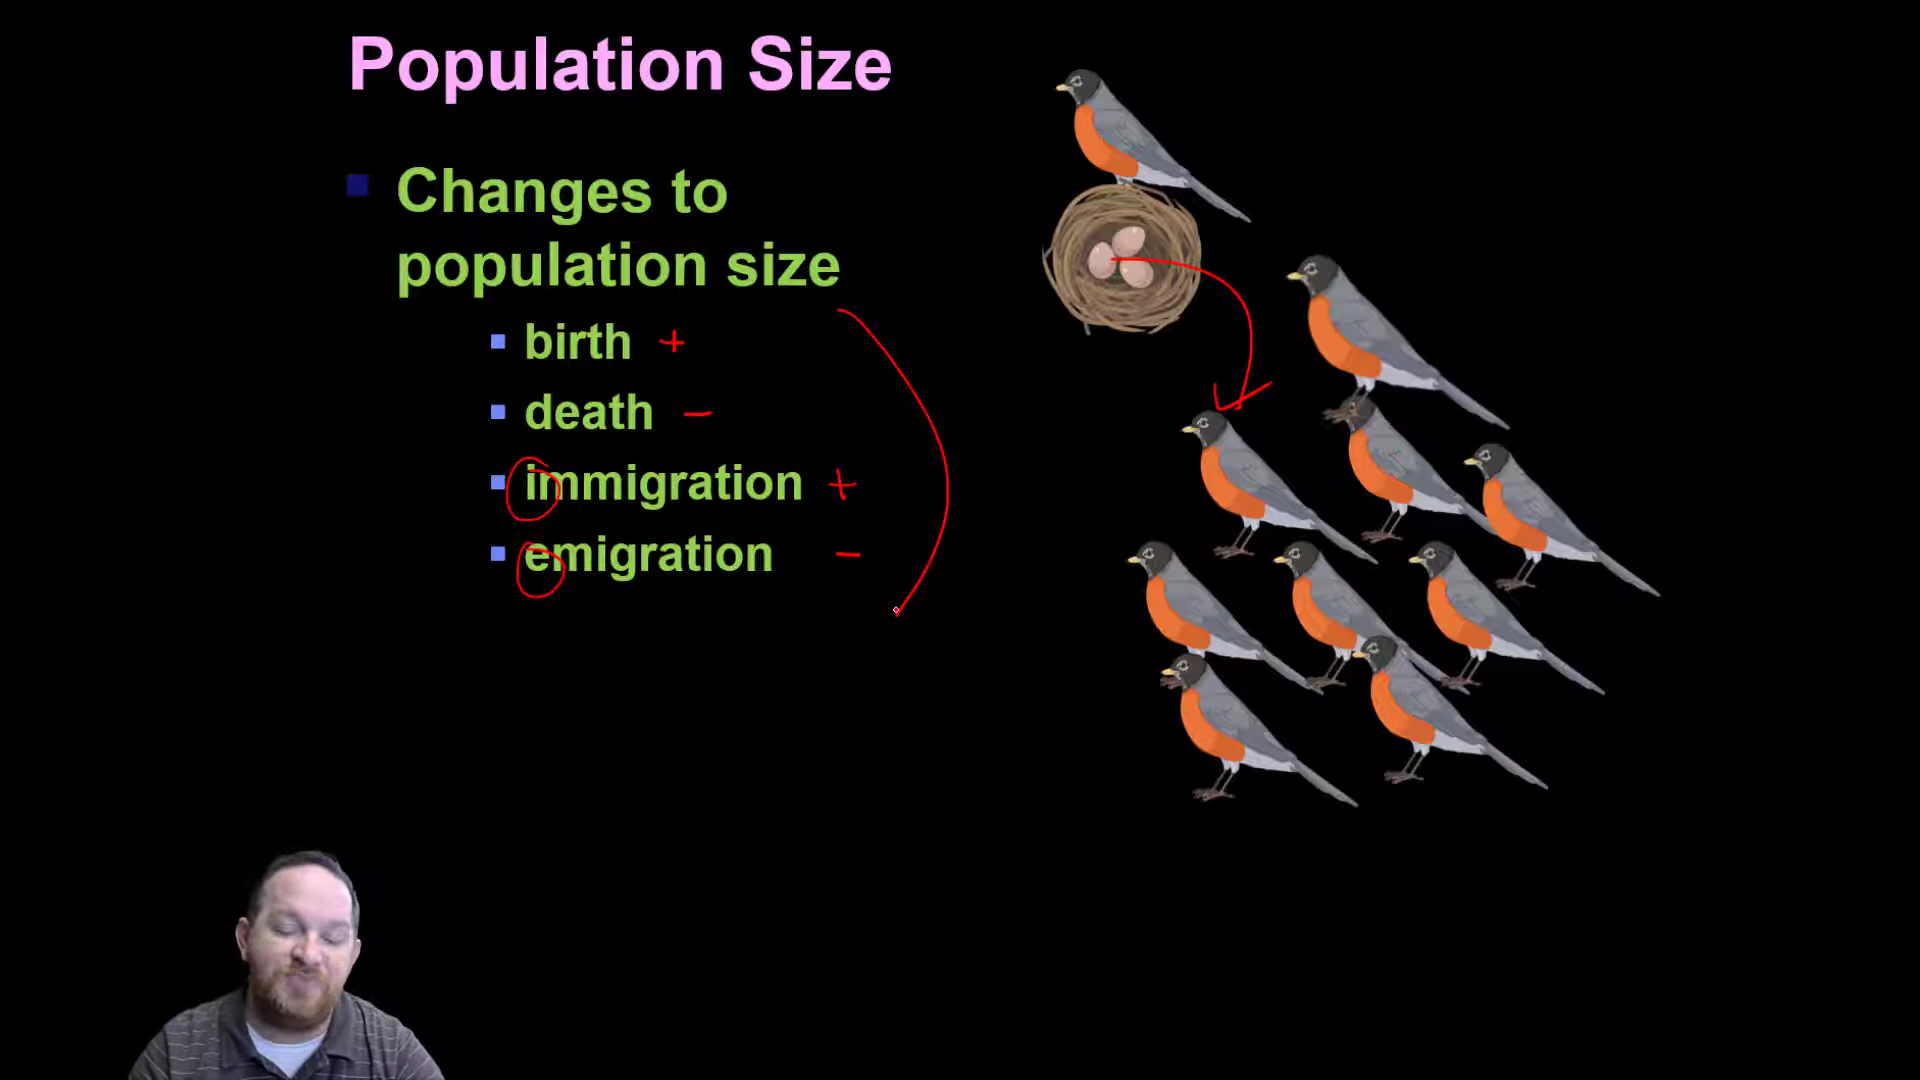 Population Size
Changes to
population size
birth +
death −
immigration +
emigration −